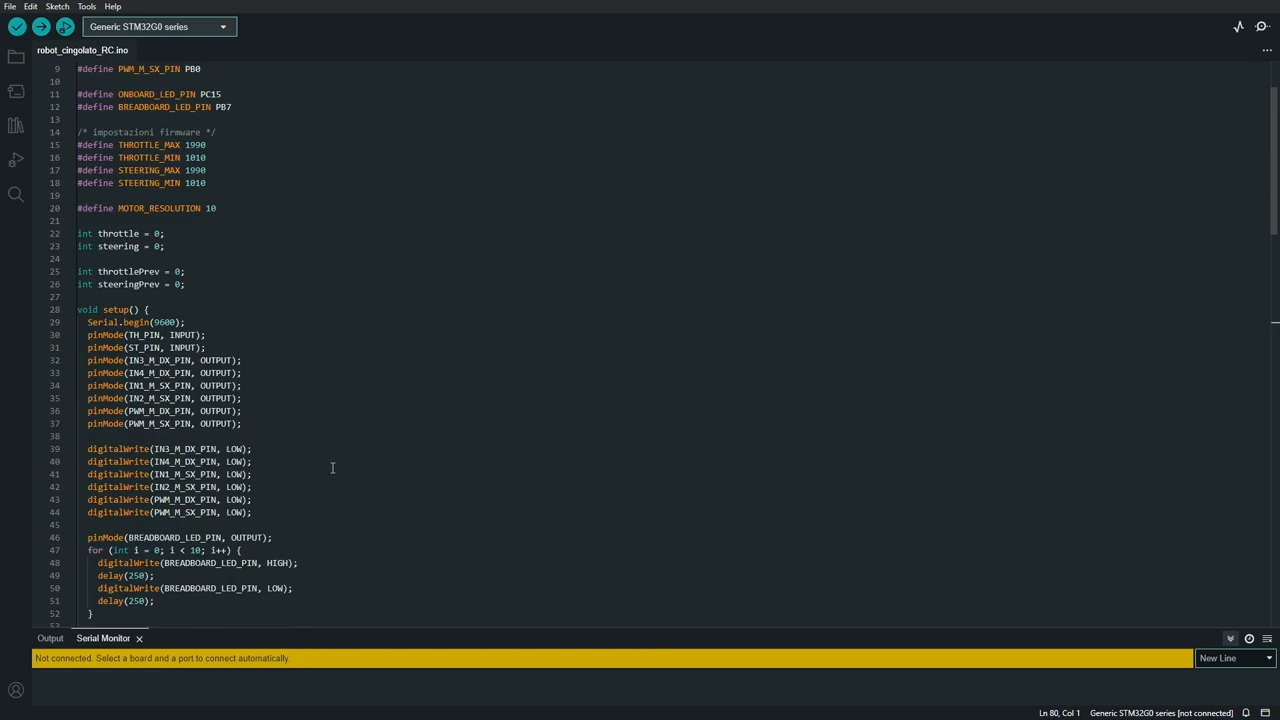 File Edit Sketch Tools Help
Generic STM32G0 series
robot_cingolato_RC.ino
9 #define PWM_M_SX_PIN PB0
10
11 #define ONBOARD_LED_PIN PC15
12 #define BREADBOARD_LED_PIN PB7
13
14 /* impostazioni firmware */
15 #define THROTTLE_MAX 1990
16 #define THROTTLE_MIN 1010
17 #define STEERING_MAX 1990
18 #define STEERING_MIN 1010
19
20 #define MOTOR_RESOLUTION 10
21
22 int throttle = 0;
23 int steering = 0;
24
25 int throttlePrev = 0;
26 int steeringPrev = 0;
27
28 void setup() {
29 Serial.begin(9600);
30 pinMode(TH_PIN, INPUT);
31 pinMode(ST_PIN, INPUT);
32 pinMode(IN3_M_DX_PIN, OUTPUT);
33 pinMode(IN4_M_DX_PIN, OUTPUT);
34 pinMode(IN1_M_SX_PIN, OUTPUT);
35 pinMode(IN2_M_SX_PIN, OUTPUT);
36 pinMode(PWM_M_DX_PIN, OUTPUT);
37 pinMode(PWM_M_SX_PIN, OUTPUT);
38
39 digitalWrite(IN3_M_DX_PIN, LOW);
40 digitalWrite(IN4_M_DX_PIN, LOW);
41 digitalWrite(IN1_M_SX_PIN, LOW);
42 digitalWrite(IN2_M_SX_PIN, LOW);
43 digitalWrite(PWM_M_DX_PIN, LOW);
44 digitalWrite(PWM_M_SX_PIN, LOW);
45
46 pinMode(BREADBOARD_LED_PIN, OUTPUT);
47 for (int i = 0; i < 10; i++) {
48 digitalWrite(BREADBOARD_LED_PIN, HIGH);
49 delay(250);
50 digitalWrite(BREADBOARD_LED_PIN, LOW);
51 delay(250);
52 }
53
Output Serial Monitor
Not connected. Select a board and a port to connect automatically.
New Line
Ln 80, Col 1 Generic STM32G0 series [not connected]